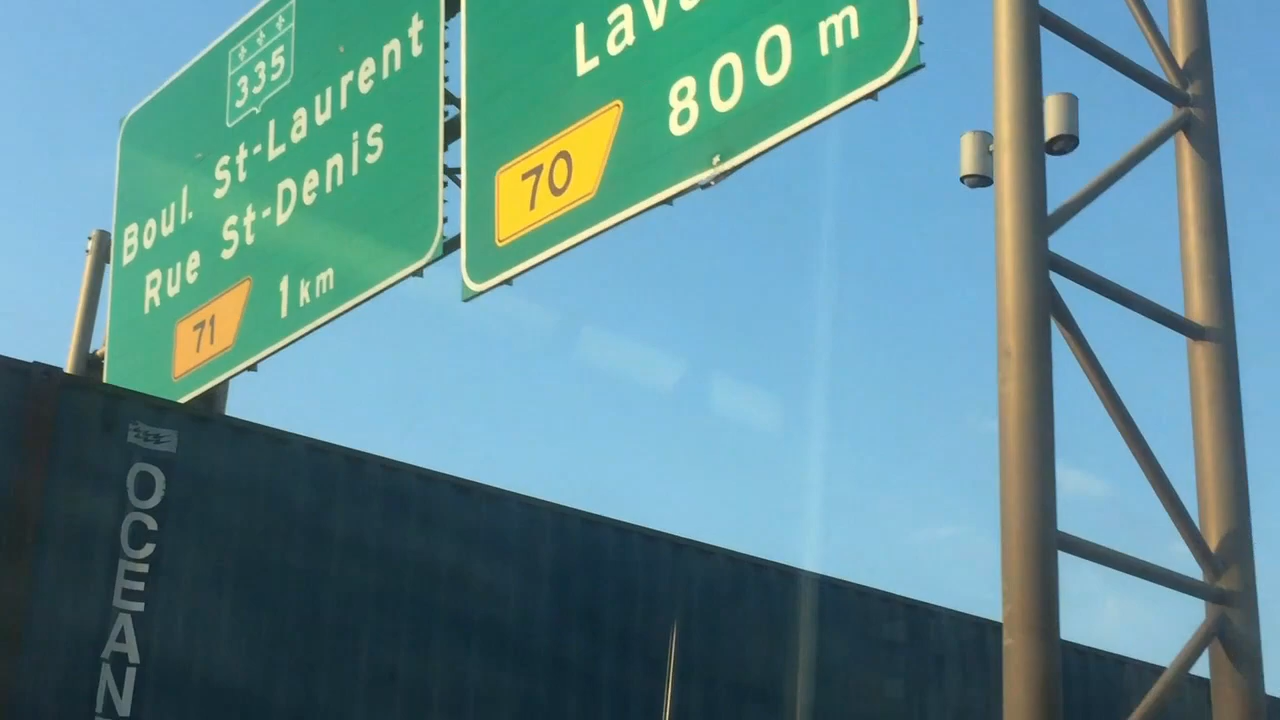 335
Boul. St-Laurent
Rue St-Denis
71 1 km
800 m
70
OCEAN